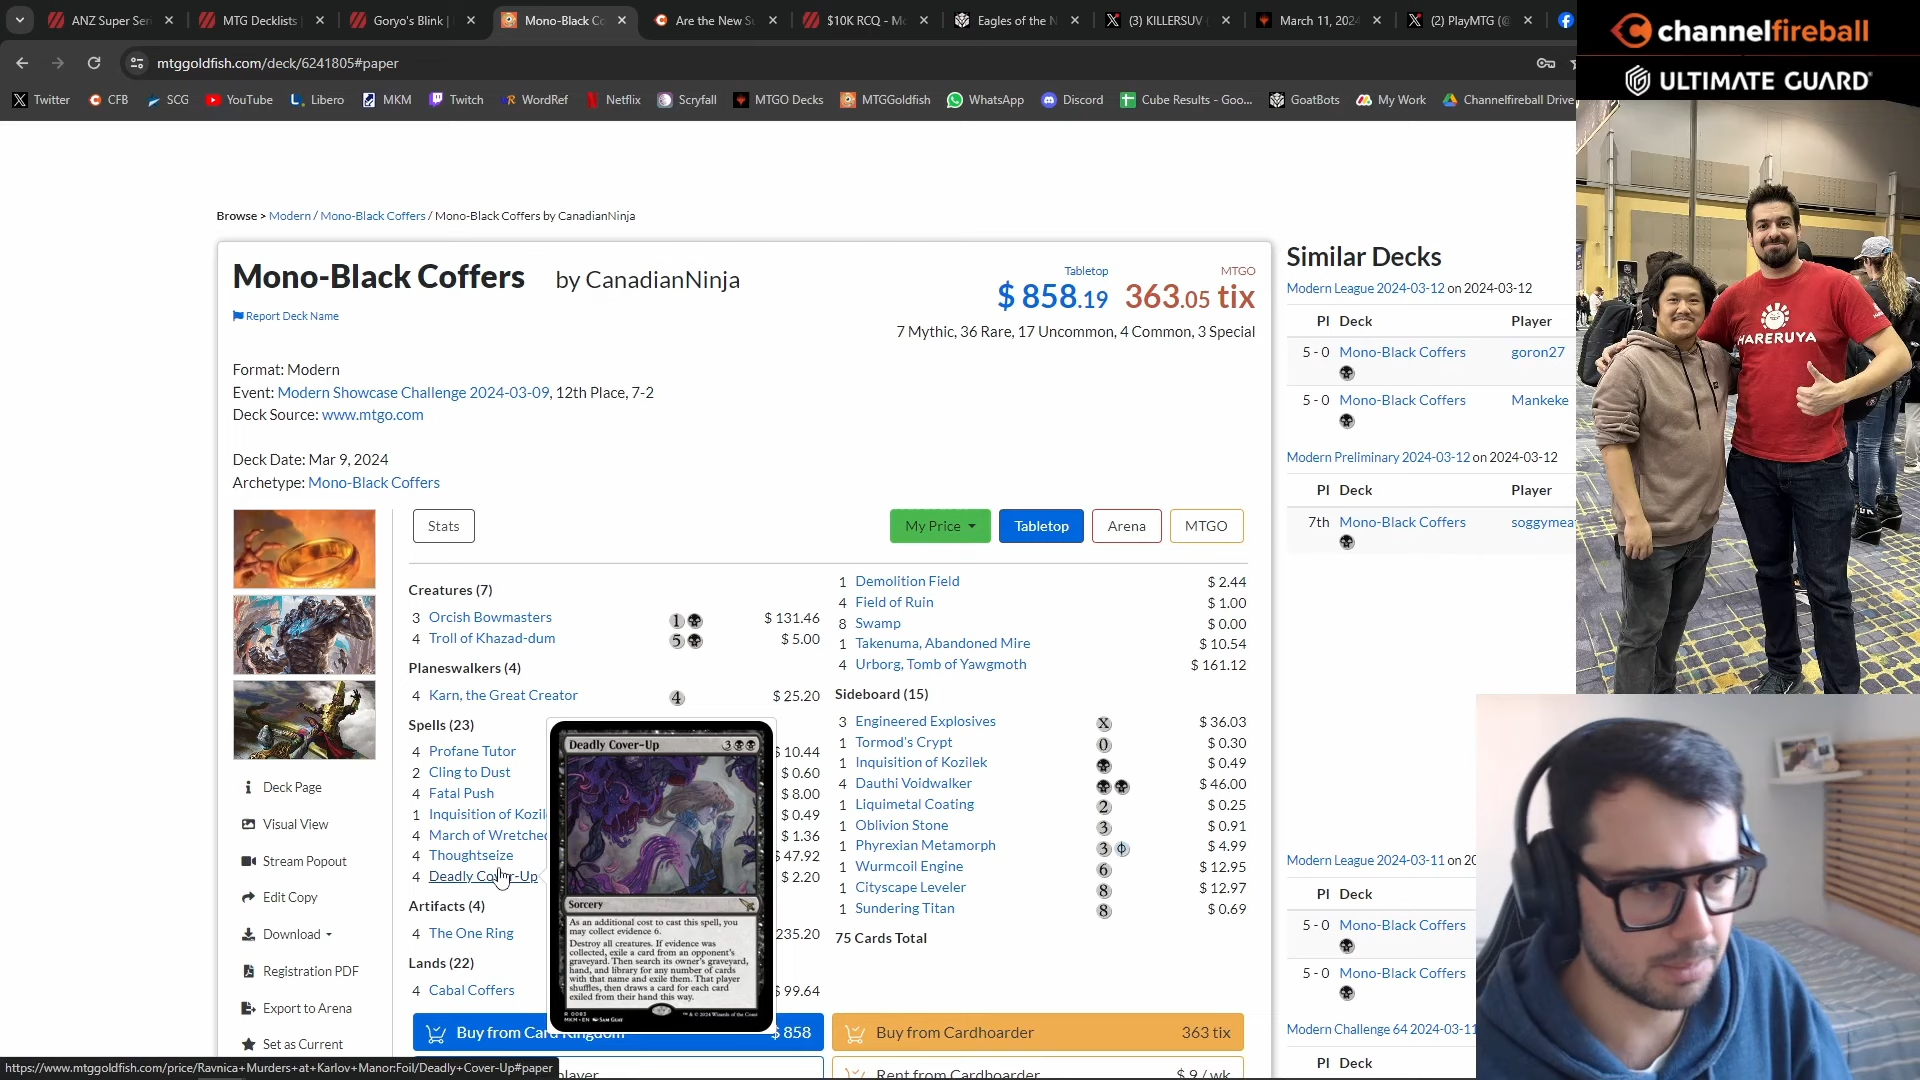 ANZ Super Ser
MTG Decklists
Goryo's Blink |
Mono-Black Co
Are the New S
$10K RCQ - Mo
Eagles of the N
(3) KILLERSUV
March 11, 2024
(2) PlayMTG (@
mtggoldfish.com/deck/6241805#paper
Twitter
CFB
SCG
YouTube
Libero
MKM
Twitch
WordRef
Netflix
Scryfall
MTGO Decks
MTGGoldfish
WhatsApp
Discord
Cube Results - Goo...
GoatBots
My Work
Channelfireball Drive
channelfireball
ULTIMATE GUARD
HARERUYA
Browse > Modern / Mono-Black Coffers / Mono-Black Coffers by CanadianNinja
Mono-Black Coffers by CanadianNinja
Report Deck Name
Tabletop
$ 858.19
MTGO
363.05 tix
7 Mythic, 36 Rare, 17 Uncommon, 4 Common, 3 Special
Format: Modern
Event: Modern Showcase Challenge 2024-03-09, 12th Place, 7-2
Deck Source: www.mtgo.com
Deck Date: Mar 9, 2024
Archetype: Mono-Black Coffers
Stats
My Price
Tabletop
Arena
MTGO
Deck Page
Visual View
Stream Popout
Edit Copy
Download
Registration PDF
Export to Arena
Set as Current
Creatures (7)
3 Orcish Bowmasters 1 $ 131.46
4 Troll of Khazad-dum 5 $ 5.00
Planeswalkers (4)
4 Karn, the Great Creator 4 $ 25.20
Spells (23)
4 Profane Tutor $ 10.44
2 Cling to Dust $ 0.60
4 Fatal Push $ 8.00
1 Inquisition of Kozil $ 0.49
4 March of Wretched $ 1.36
4 Thoughtseize $ 47.92
4 Deadly Cover-Up $ 2.20
Artifacts (4)
4 The One Ring 235.20
Lands (22)
4 Cabal Coffers $ 99.64
Deadly Cover-Up 3
Sorcery
As an additional cost to cast this spell, you
may collect evidence 6.
Destroy all creatures. If evidence was
collected, exile a card from an opponent's
graveyard. Then search its owner's graveyard,
hand, and library for any number of cards
with that name and exile them. That player
shuffles, then draws a card for each card
exiled from their hand this way.
R 0083
MKM • EN SAM GUAY
™ & © 2024 Wizards of the Coast
1 Demolition Field $ 2.44
4 Field of Ruin $ 1.00
8 Swamp $ 0.00
1 Takenuma, Abandoned Mire $ 10.54
4 Urborg, Tomb of Yawgmoth $ 161.12
Sideboard (15)
3 Engineered Explosives X $ 36.03
1 Tormod's Crypt 0 $ 0.30
1 Inquisition of Kozilek $ 0.49
4 Dauthi Voidwalker $ 46.00
1 Liquimetal Coating 2 $ 0.25
1 Oblivion Stone 3 $ 0.91
1 Phyrexian Metamorph 3 $ 4.99
1 Wurmcoil Engine 6 $ 12.95
1 Cityscape Leveler 8 $ 12.97
1 Sundering Titan 8 $ 0.69
75 Cards Total
Buy from Card Kingdom $ 858
Buy from Cardhoarder 363 tix
Rent from Cardhoarder $ 9 / wk
Similar Decks
Modern League 2024-03-12 on 2024-03-12
Pl Deck Player
5 - 0 Mono-Black Coffers goron27
5 - 0 Mono-Black Coffers Mankeke
Modern Preliminary 2024-03-12 on 2024-03-12
Pl Deck Player
7th Mono-Black Coffers soggymea
Modern League 2024-03-11 on 20
Pl Deck
5 - 0 Mono-Black Coffers
5 - 0 Mono-Black Coffers
Modern Challenge 64 2024-03-11
Pl Deck
https://www.mtggoldfish.com/price/Ravnica+Murders+at+Karlov+Manor:Foil/Deadly+Cover-Up#paper